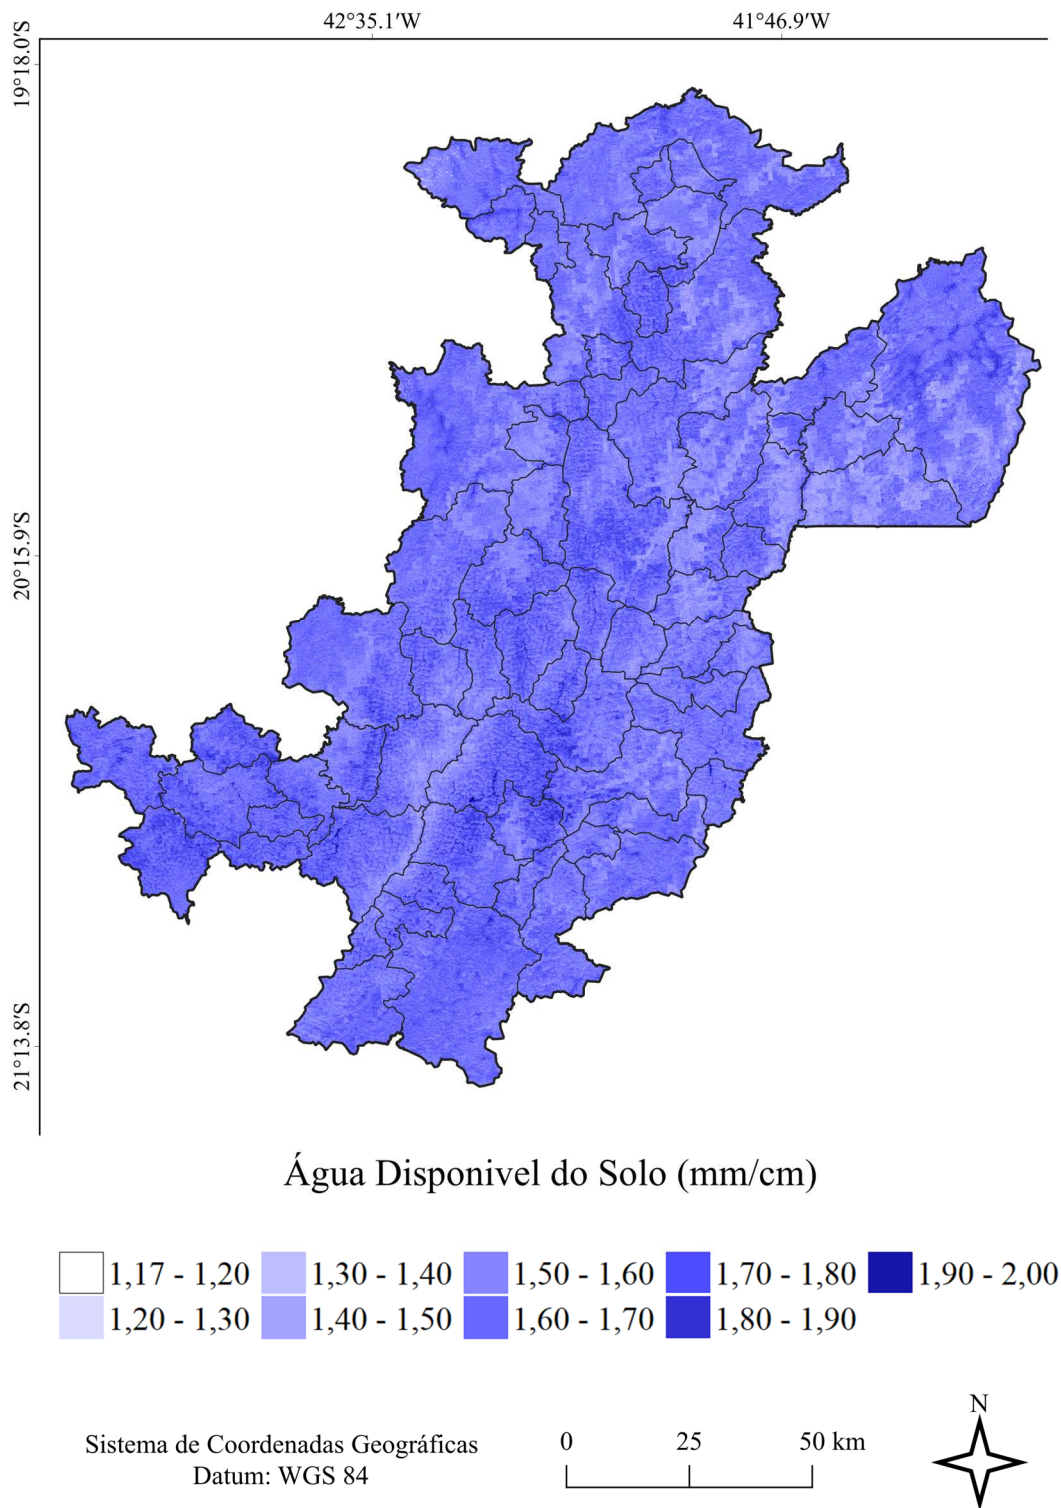 42°35.1'W 41°46.9'W
19°18.0'S
20°15.9'S
21°13.8'S
Água Disponivel do Solo (mm/cm)
1,17 - 1,20 1,30 - 1,40 1,50 - 1,60 1,70 - 1,80 1,90 - 2,00
1,20 - 1,30 1,40 - 1,50 1,60 - 1,70 1,80 - 1,90
N
Sistema de Coordenadas Geográficas
Datum: WGS 84
0 25 50 km